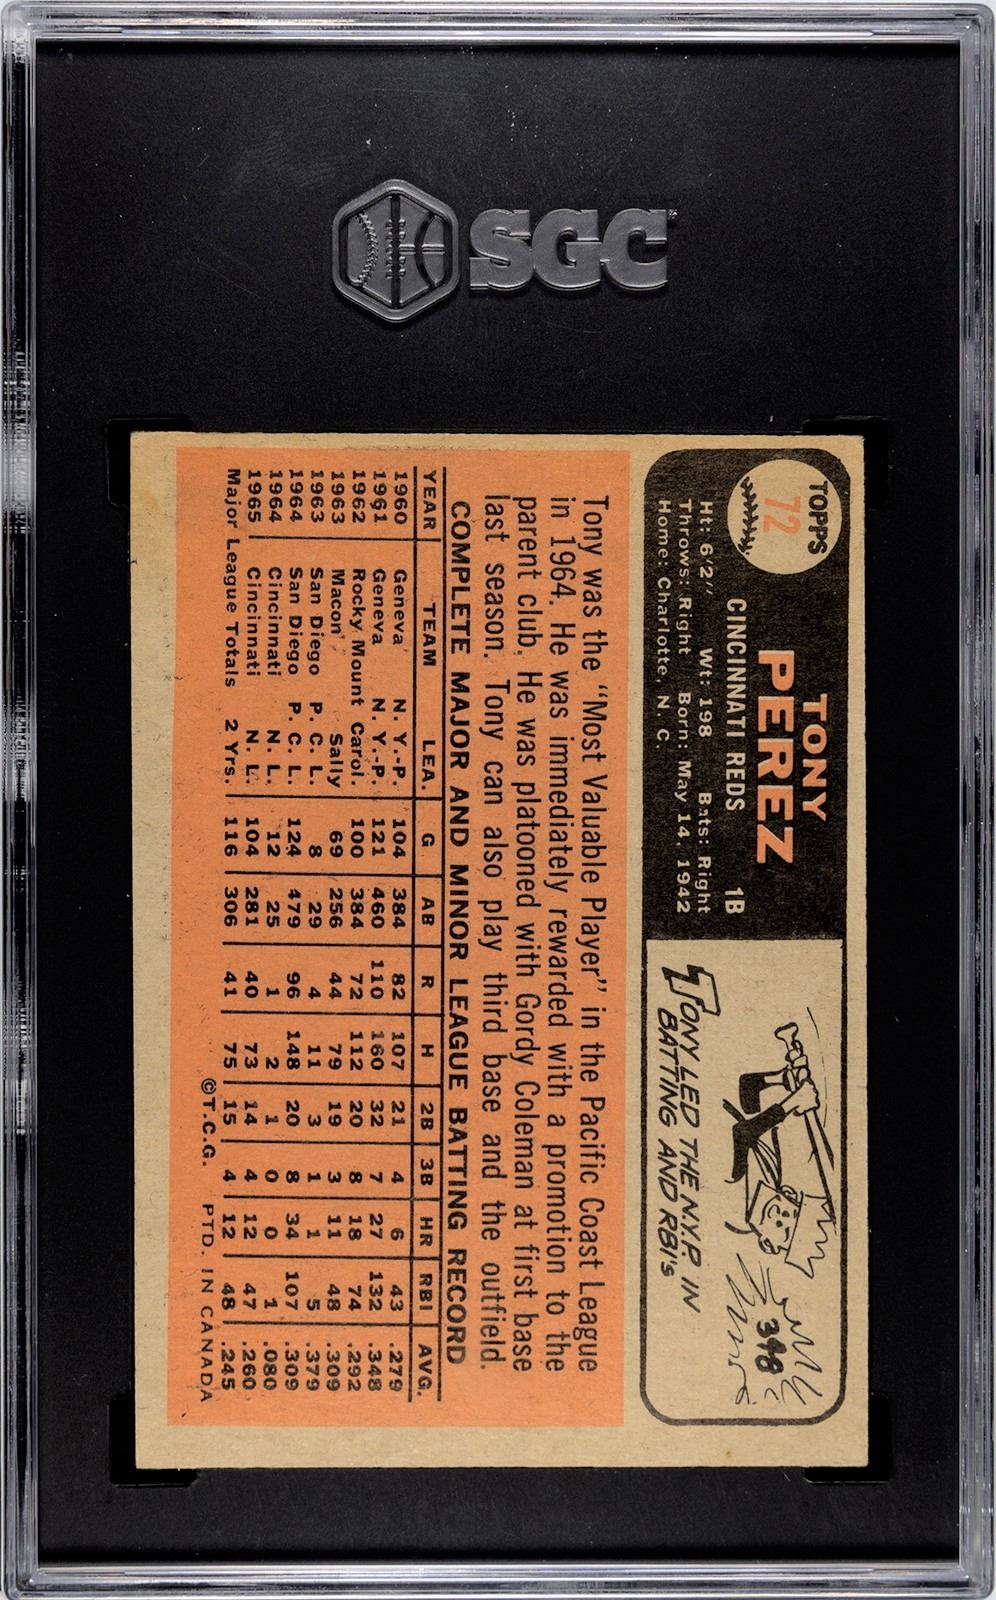 SGC
TOPPS
72
TONY
PEREZ
CINCINNATI REDS 1B
Ht: 6'2" Wt: 198 Bats: Right
Throws: Right Born: May 14, 1942
Home: Charlotte, N. C.
TONY LED THE N.Y.P. IN
BATTING AND RBI's
398
Tony was the "Most Valuable Player" in the Pacific Coast League
in 1964. He was immediately rewarded with a promotion to the
parent club. He was platooned with Gordy Coleman at first base
last season. Tony can also play third base and the outfield.
COMPLETE MAJOR AND MINOR LEAGUE BATTING RECORD
YEAR TEAM LEA. G AB R H 2B 3B HR RBI AVG.
1960 Geneva N. Y.-P. 104 384 82 107 21 4 6 43 .279
1961 Geneva N. Y.-P. 121 460 110 160 32 7 27 132 .348
1962 Rocky Mount Carol. 100 384 72 112 20 8 18 74 .292
1963 Macon Sally 69 256 44 79 19 3 11 48 .309
1963 San Diego P. C. L. 8 29 4 11 3 1 1 5 .379
1964 San Diego P. C. L. 124 479 96 148 20 8 34 107 .309
1964 Cincinnati N. L. 12 25 1 2 1 0 0 1 .080
1965 Cincinnati N. L. 104 281 40 73 14 4 12 47 .260
Major League Totals 2 Yrs. 116 306 41 75 15 4 12 48 .245
©T.C.G. PTD. IN CANADA